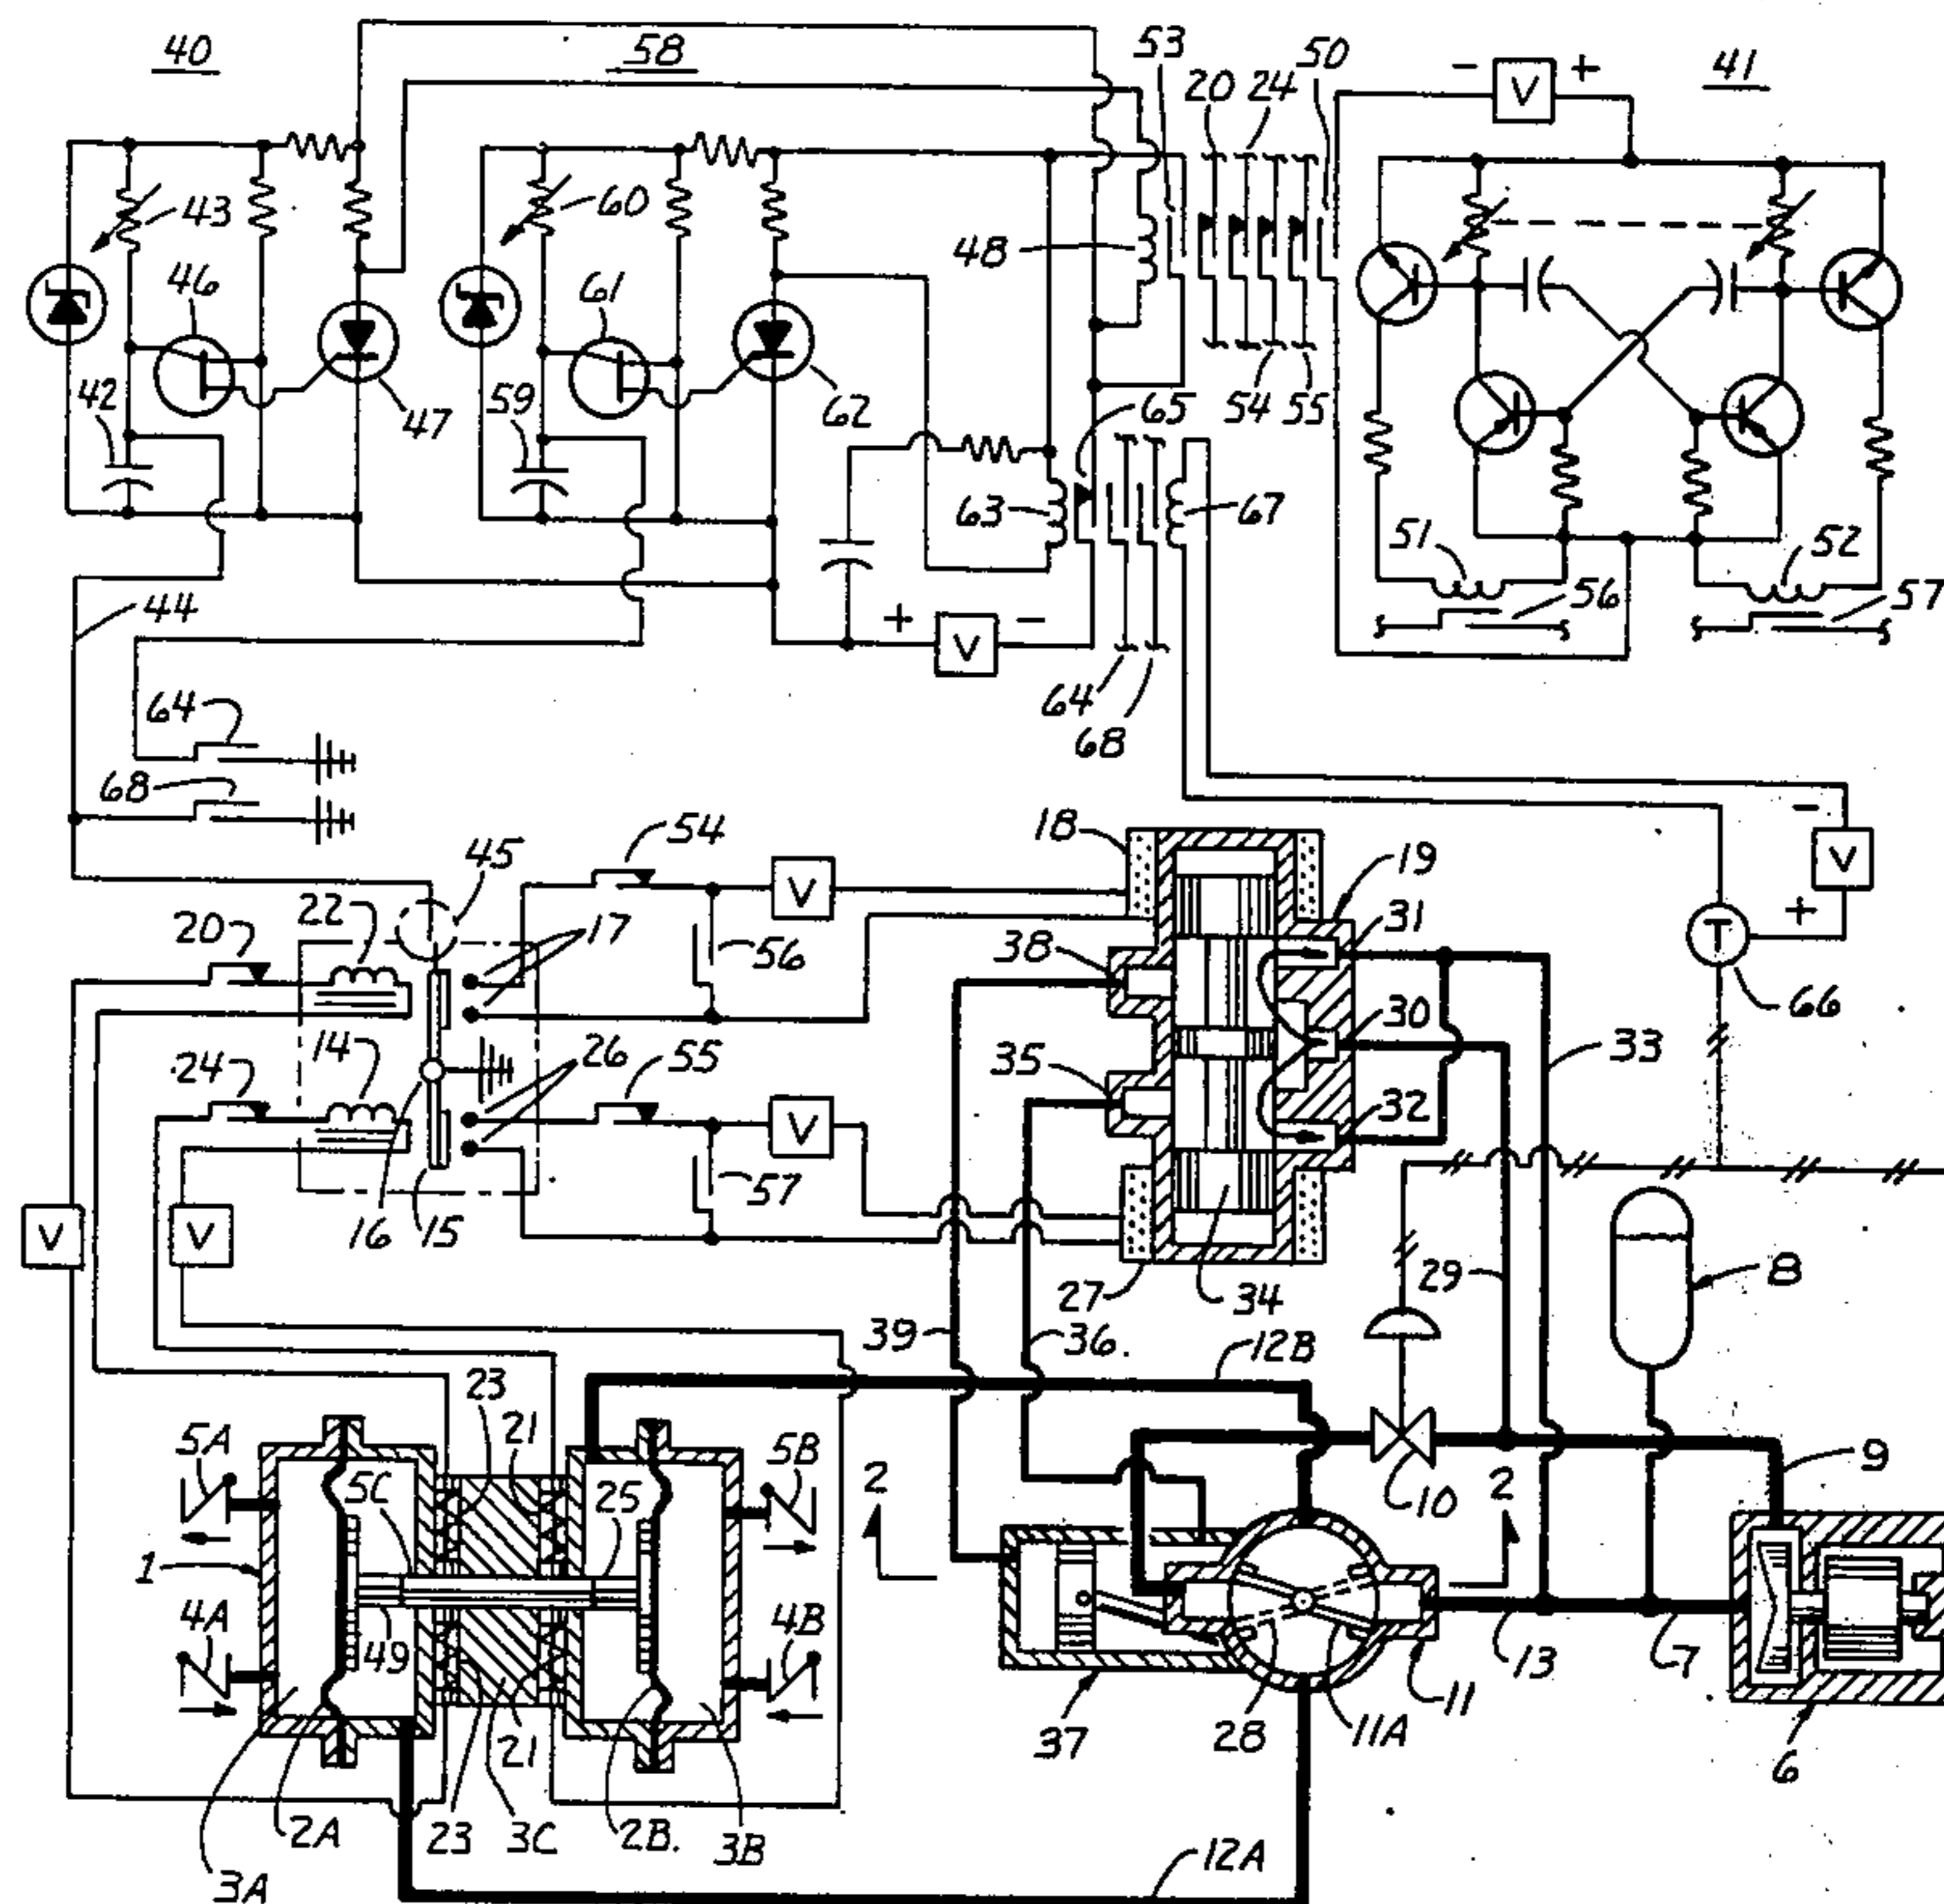 40 58 53 20 24 50 - V + 41
43 60 48
46 61
42 47 59 62 65 54 55
63 67 51 52
56 57
44 + V - 64 68
64
68
54 18 -
45 V 19 V
20 22 17 56 38 31 + T
24 14 26 55 35 30 33 66
V 32
57
V V 16 15 27 34 29 8
39 36. 12B
5A 23 21 25 5B 2 10 2 9
5C
1
4A 49 4B
37 28 11A 11 13 7 6
2A 23 21 3C 2B. 3B
3A 12A